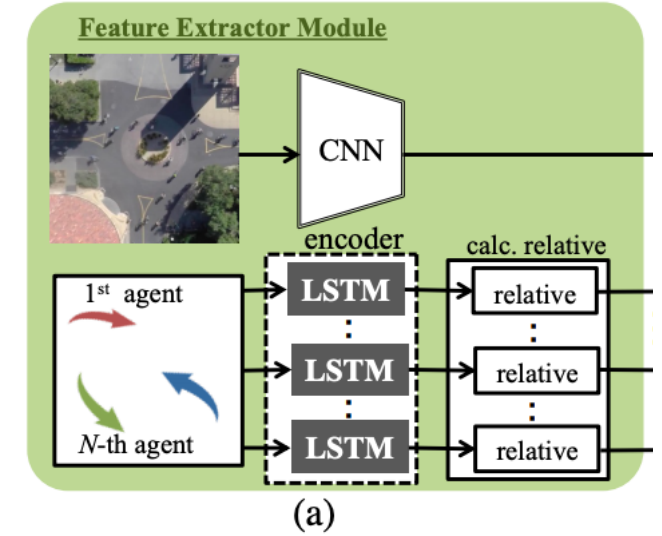 Feature Extractor Module
CNN
encoder
calc. relative
1st agent
LSTM
relative
:
:
LSTM
relative
:
:
N-th agent
LSTM
relative
(a)